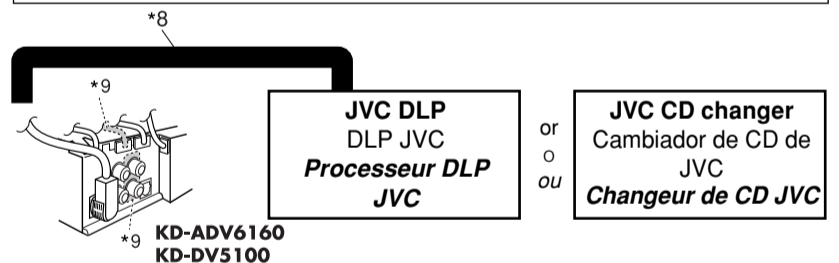 *8
*9
*9
KD-ADV6160
KD-DV5100
JVC DLP
DLP JVC
Processeur DLP
JVC
or
o
ou
JVC CD changer
Cambiador de CD de
JVC
Changeur de CD JVC